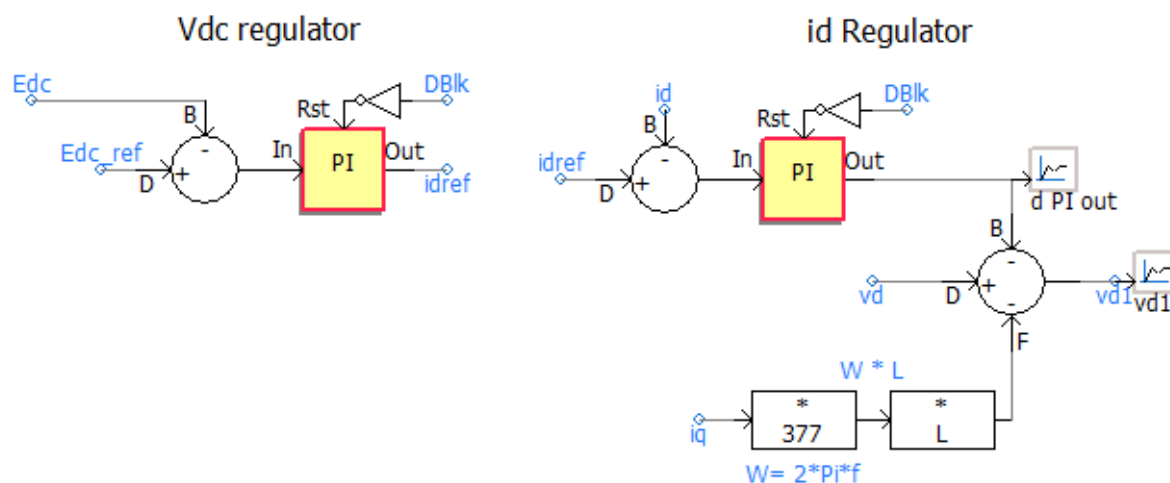 Vdc regulator
id Regulator
Edc
DBlk
Rst
B
-
Edc_ref
D
+
In
PI
Out
idref
id
DBlk
Rst
B
-
idref
D
+
In
PI
Out
d PI out
B
-
vd
D
+
-
vd1
vd1
F
W * L
iq
*
377
*
L
W= 2*Pi*f